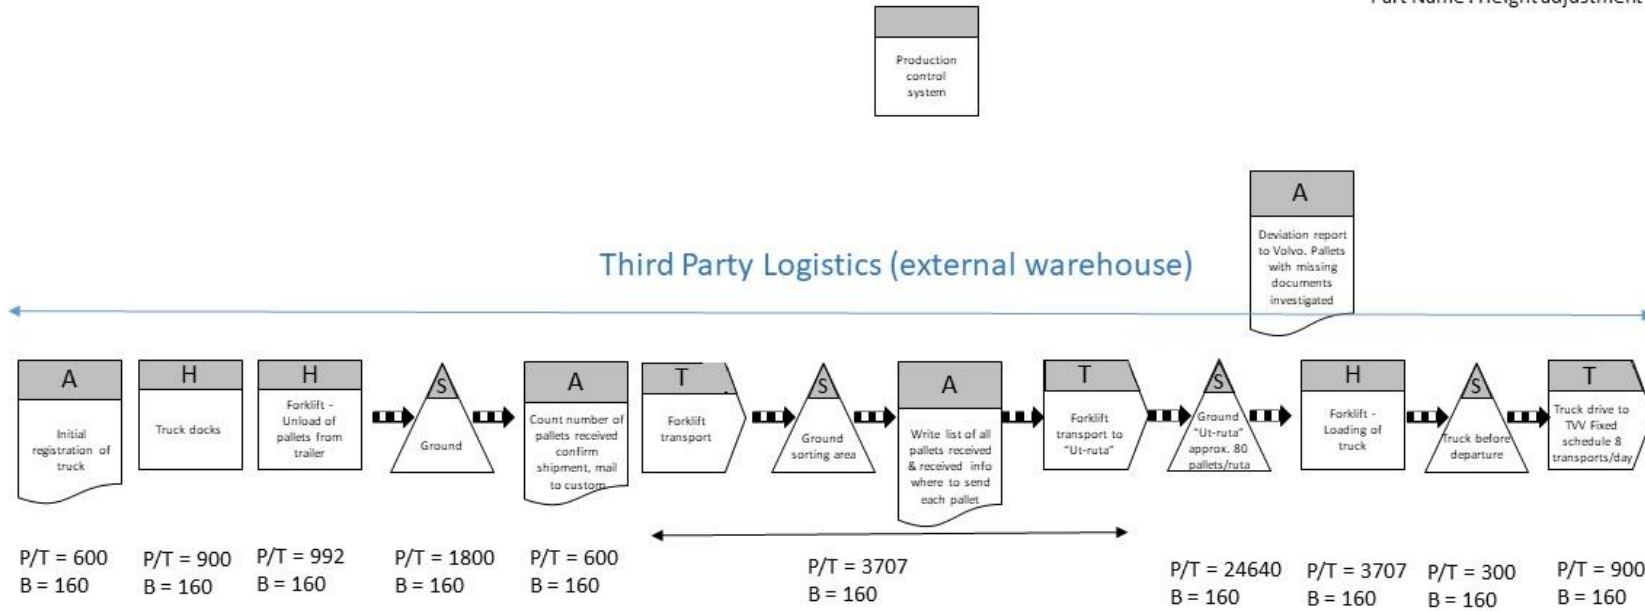 Part Name : Height adjustment
Production
control
system
A
Deviation report
to Volvo. Pallets
with missing
documents
investigated
Third Party Logistics (external warehouse)
A
Initial
registration of
truck
H
Truck docks
H
Forklift -
Unload of
pallets from
trailer
S
Ground
A
Count number of
pallets received
confirm
shipment, mail
to custom
T
Forklift
transport
S
Ground
sorting area
A
Write list of all
pallets received
& received info
where to send
each pallet
T
Forklift
transport to
"Ut-ruta"
S
Ground
"Ut-ruta"
approx. 80
pallets/ruta
H
Forklift -
Loading of
truck
S
Truck before
departure
T
Truck drive to
TVV Fixed
schedule 8
transports/day
P/T = 600
B = 160
P/T = 900
B = 160
P/T = 992
B = 160
P/T = 1800
B = 160
P/T = 600
B = 160
P/T = 3707
B = 160
P/T = 24640
B = 160
P/T = 3707
B = 160
P/T = 300
B = 160
P/T = 900
B = 160